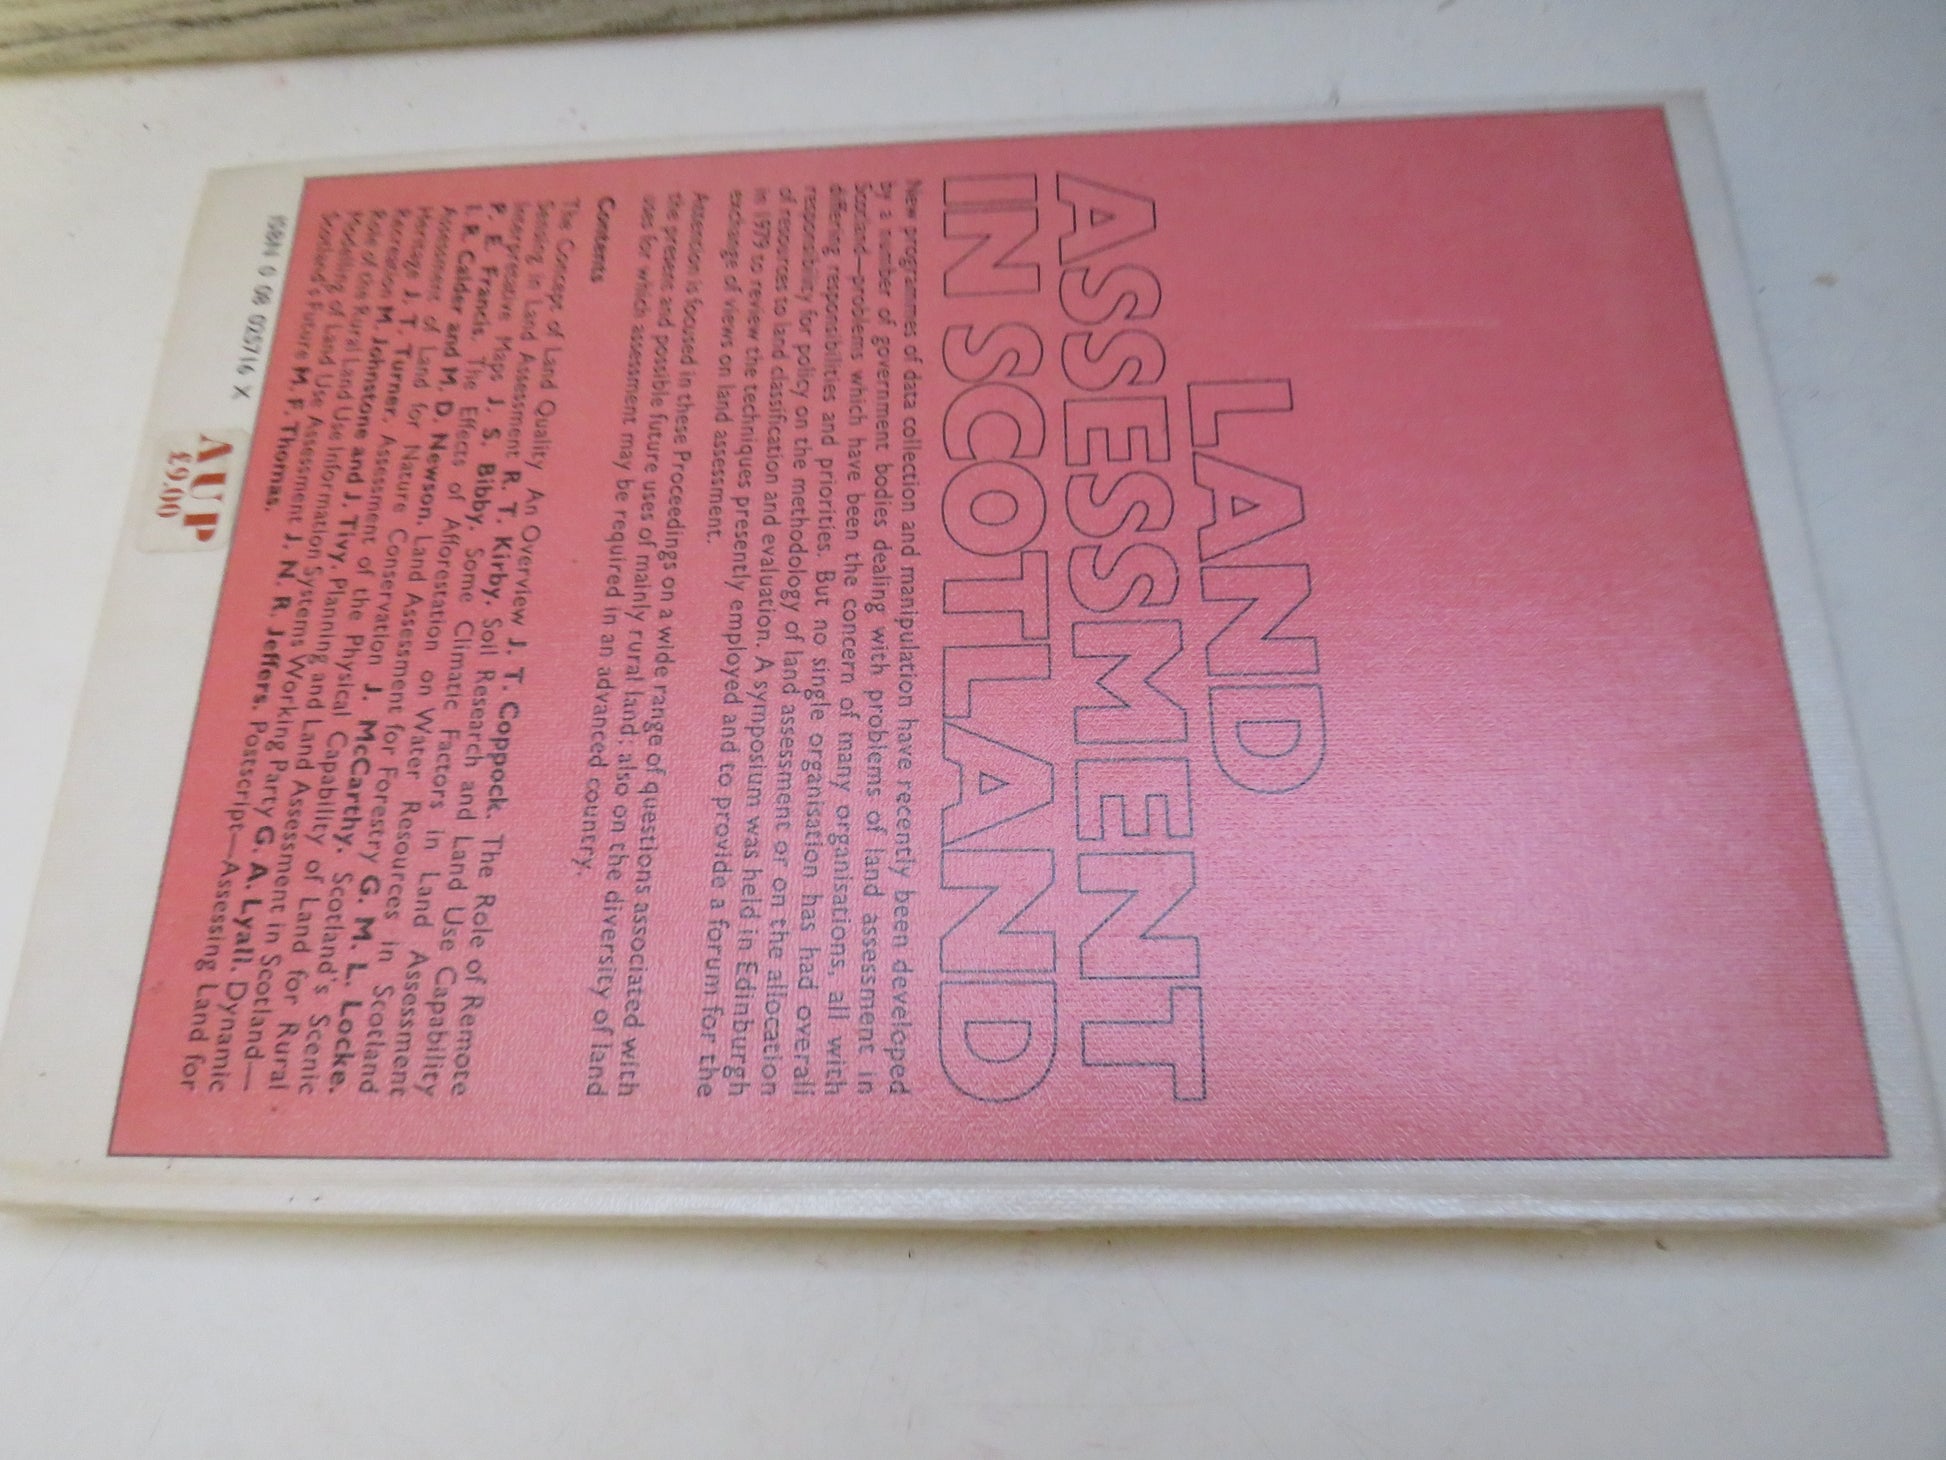 LAND
ASSESSMENT
IN SCOTLAND
New programmes of data collection and manipulation have recently been developed
by a number of government bodies dealing with problems of land assessment in
Scotland—problems which have been the concern of many organisations, all with
differing responsibilities and priorities. But no single organisation has had overall
responsibility for policy on the methodology of land assessment or on the allocation
of resources to land classification and evaluation. A symposium was held in Edinburgh
in 1979 to review the techniques presently employed and to provide a forum for the
exchange of views on land assessment.
Attention is focused in these Proceedings on a wide range of questions associated with
the present and possible future uses of mainly rural land; also on the diversity of land
uses for which assessment may be required in an advanced country.
Contents
The Concept of Land Quality An Overview J. T. Coppock. The Role of Remote
Sensing in Land Assessment R. T. Kirby. Soil Research and Land Use Capability
Interpretative Maps J. S. Bibby. Some Climatic Factors in Land Assessment
P. E. Francis. The Effects of Afforestation on Water Resources in Scotland
I. R. Calder and M. D. Newson. Land Assessment for Forestry G. M. L. Locke.
Assessment of Land for Nature Conservation J. McCarthy. Scotland's Scenic
Heritage J. T. Turner. Assessment of the Physical Capability of Land for Rural
Recreation M. Johnstone and J. Tivy. Planning and Land Assessment in Scotland—
Role of the Rural Land Use Information Systems Working Party G. A. Lyall. Dynamic
Modelling of Land Use Assessment J. N. R. Jeffers. Postscript—Assessing Land for
Scotland's Future M. F. Thomas.
ISBN 0 08 025716 X
AUP
£9.00